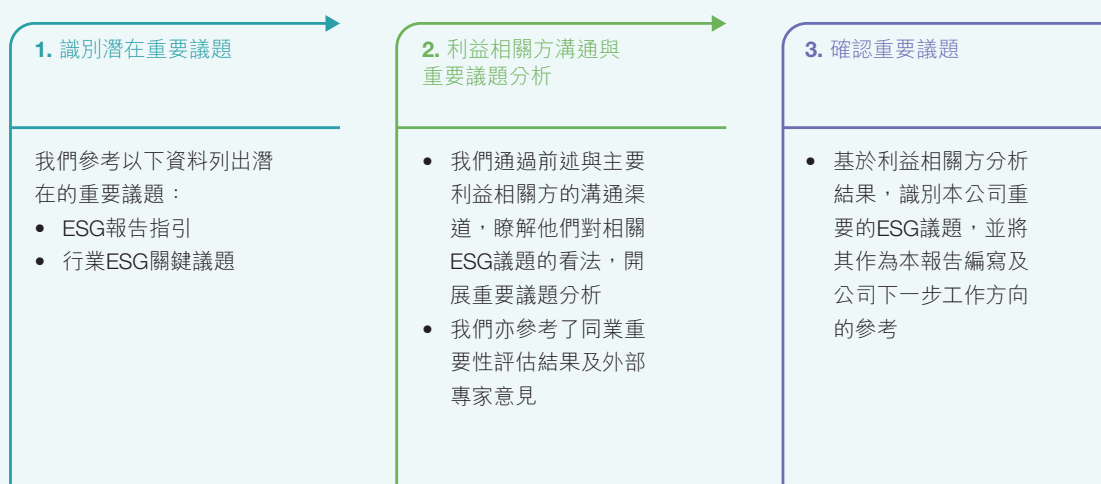 1. 識別潛在重要議題
我們參考以下資料列出潛
在的重要議題：
• ESG報告指引
• 行業ESG關鍵議題
2. 利益相關方溝通與
重要議題分析
• 我們通過前述與主要
利益相關方的溝通渠
道，瞭解他們對相關
ESG議題的看法，開
展重要議題分析
• 我們亦參考了同業重
要性評估結果及外部
專家意見
3. 確認重要議題
• 基於利益相關方分析
結果，識別本公司重
要的ESG議題，並將
其作為本報告編寫及
公司下一步工作方向
的參考